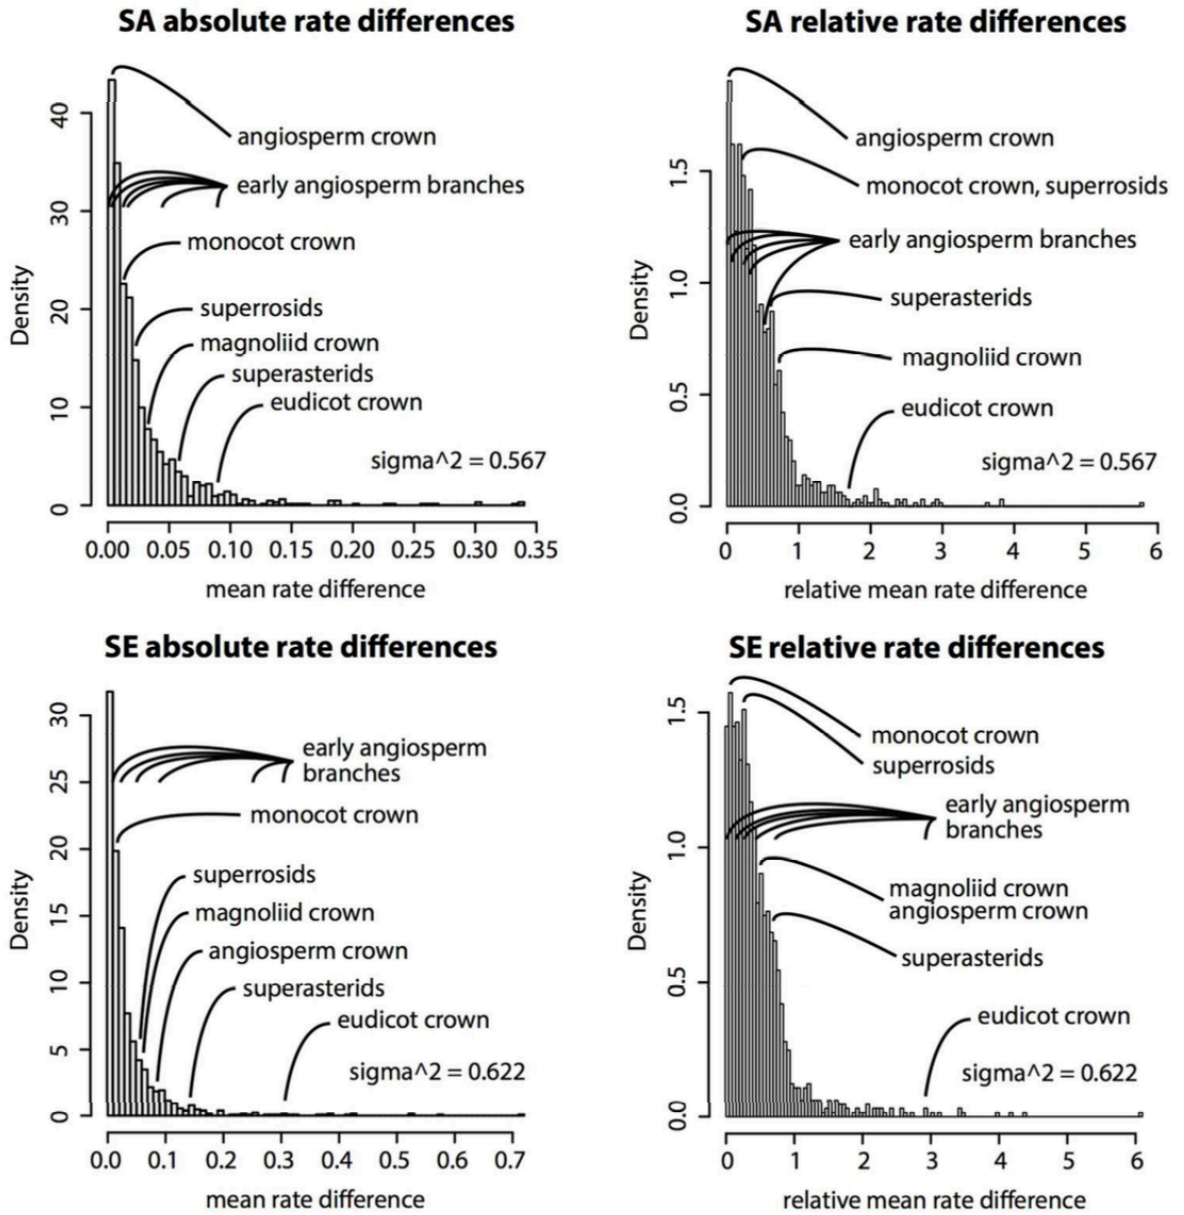 SA absolute rate differences
Density
40
30
20
10
0
angiosperm crown
early angiosperm branches
monocot crown
superrosids
magnoliid crown
superasterids
eudicot crown
sigma^2 = 0.567
0.00 0.05 0.10 0.15 0.20 0.25 0.30 0.35
mean rate difference
SA relative rate differences
Density
1.5
1.0
0.5
0.0
angiosperm crown
monocot crown, superrosids
early angiosperm branches
superasterids
magnoliid crown
eudicot crown
sigma^2 = 0.567
0 1 2 3 4 5 6
relative mean rate difference
SE absolute rate differences
Density
30
25
20
15
10
5
0
early angiosperm
branches
monocot crown
superrosids
magnoliid crown
angiosperm crown
superasterids
eudicot crown
sigma^2 = 0.622
0.0 0.1 0.2 0.3 0.4 0.5 0.6 0.7
mean rate difference
SE relative rate differences
Density
1.5
1.0
0.5
0.0
monocot crown
superrosids
early angiosperm
branches
magnoliid crown
angiosperm crown
superasterids
eudicot crown
sigma^2 = 0.622
0 1 2 3 4 5 6
relative mean rate difference